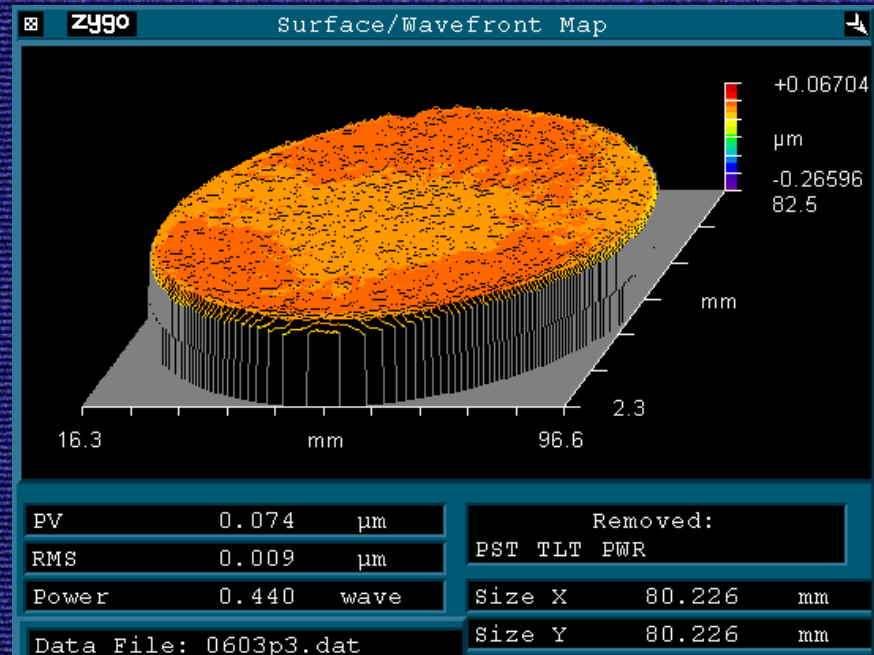 zygo Surface/Wavefront Map
+0.06704
µm
-0.26596
82.5
mm
2.3
16.3 mm 96.6
PV 0.074 µm
RMS 0.009 µm
Power 0.440 wave
Removed:
PST TLT PWR
Size X 80.226 mm
Size Y 80.226 mm
Data File: 0603p3.dat